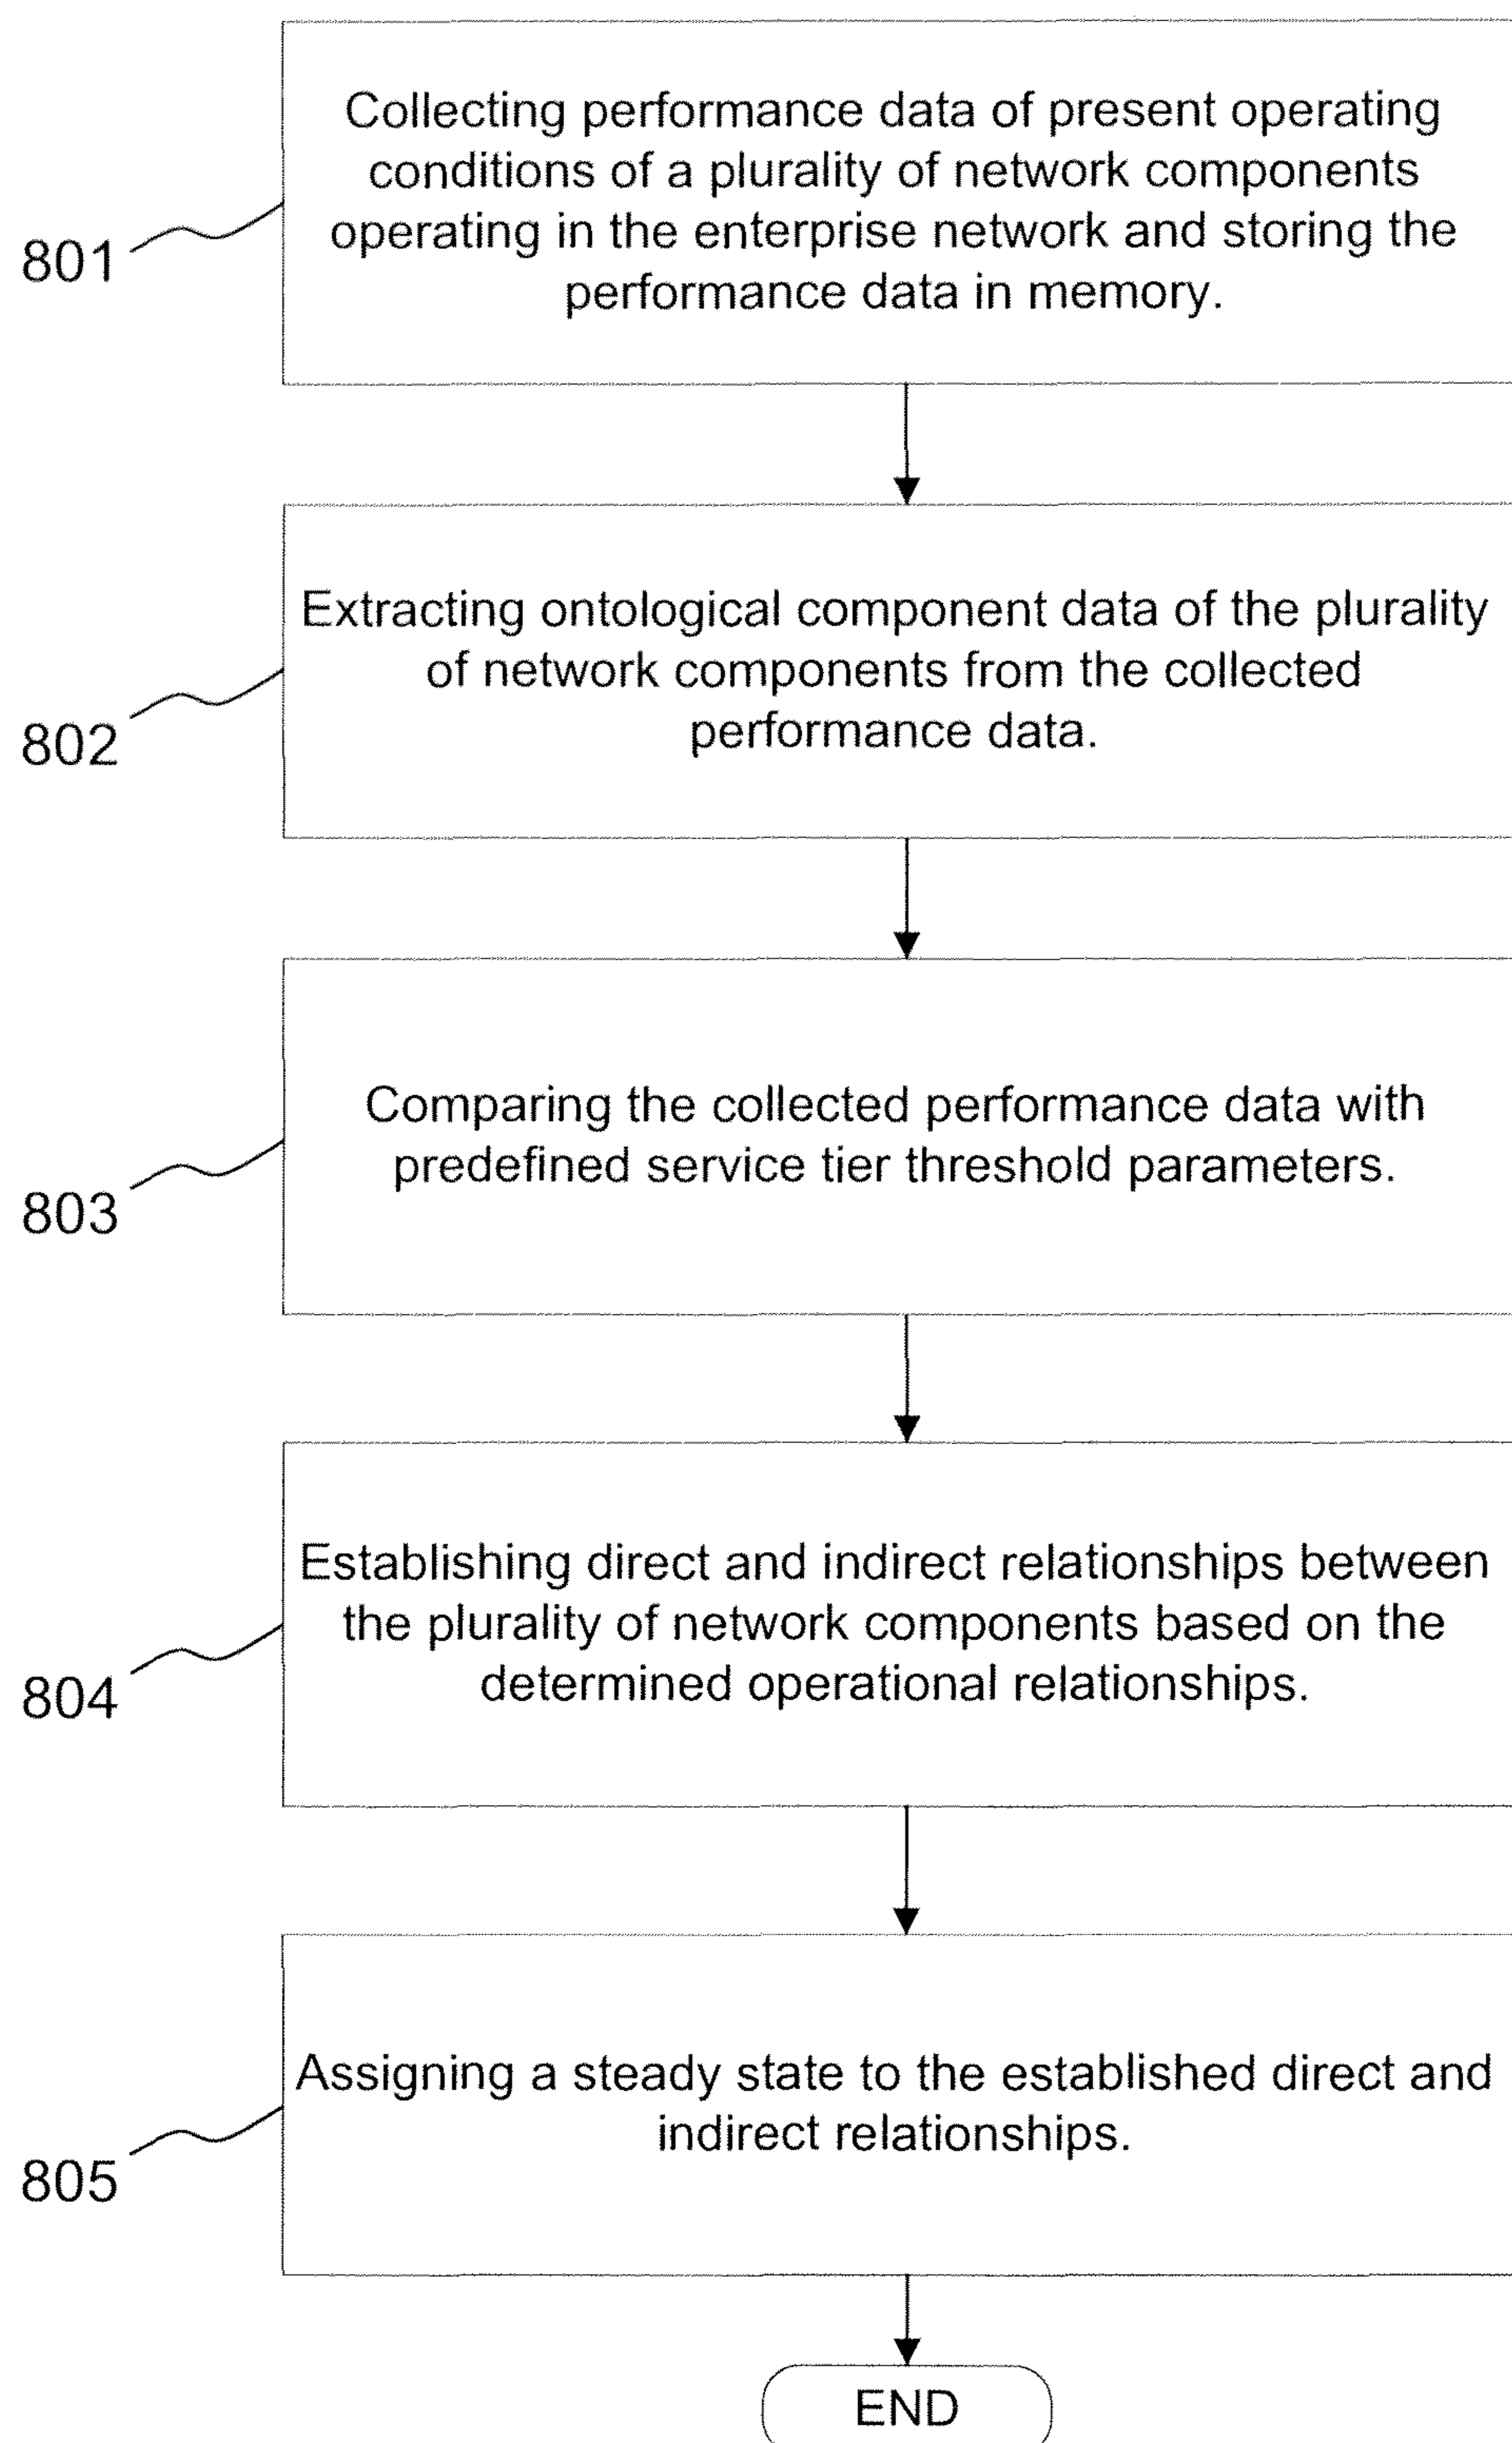 Collecting performance data of present operating
conditions of a plurality of network components
operating in the enterprise network and storing the
performance data in memory.
801
Extracting ontological component data of the plurality
of network components from the collected
performance data.
802
Comparing the collected performance data with
predefined service tier threshold parameters.
803
Establishing direct and indirect relationships between
the plurality of network components based on the
determined operational relationships.
804
Assigning a steady state to the established direct and
indirect relationships.
805
END